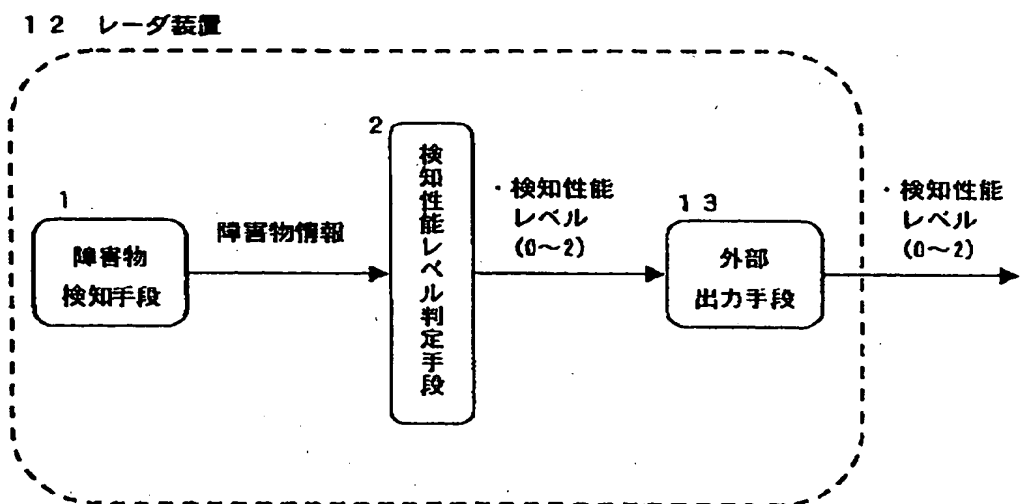 12 レーダ装置
2
検知性能レベル判定手段
1
障害物
検知手段
障害物情報
・検知性能
レベル
(0～2)
13
外部
出力手段
・検知性能
レベル
(0～2)